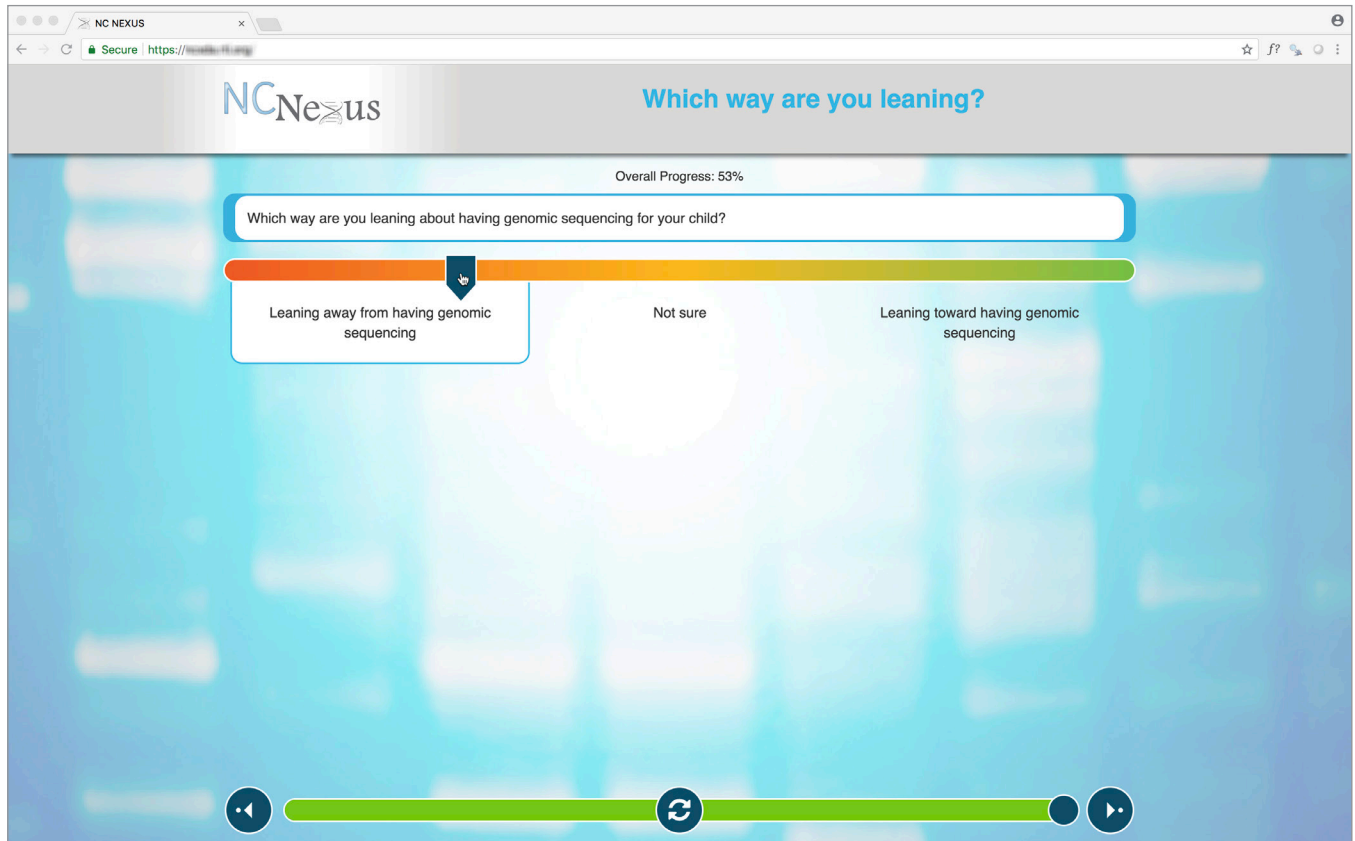 NC NEXUS
Secure https://
f?
NCNexus
Which way are you leaning?
Overall Progress: 53%
Which way are you leaning about having genomic sequencing for your child?
Leaning away from having genomic
sequencing
Not sure
Leaning toward having genomic
sequencing